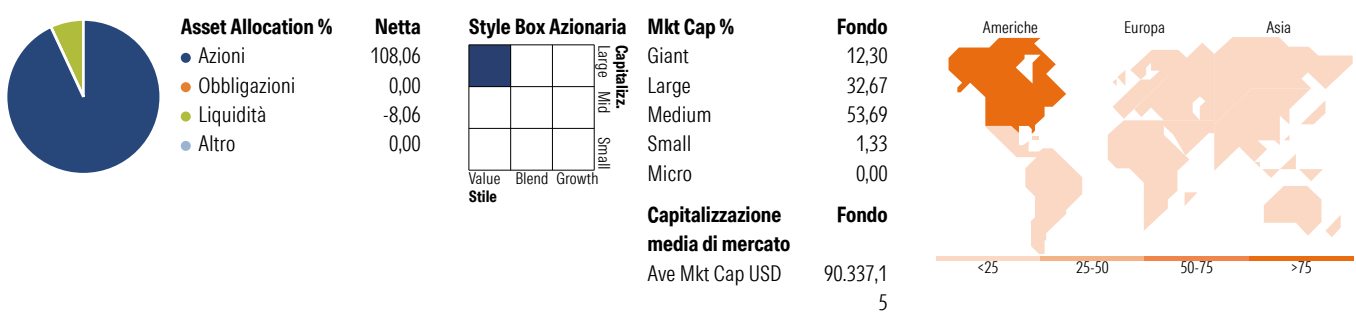 Asset Allocation % Netta
Azioni 108,06
Obbligazioni 0,00
Liquidità -8,06
Altro 0,00
Style Box Azionaria
Capitalizz.
Large Mid Small
Value Blend Growth
Stile
Mkt Cap % Fondo
Giant 12,30
Large 32,67
Medium 53,69
Small 1,33
Micro 0,00
Capitalizzazione Fondo
media di mercato
Ave Mkt Cap USD 90.337,1
5
Americhe Europa Asia
<25 25-50 50-75 >75